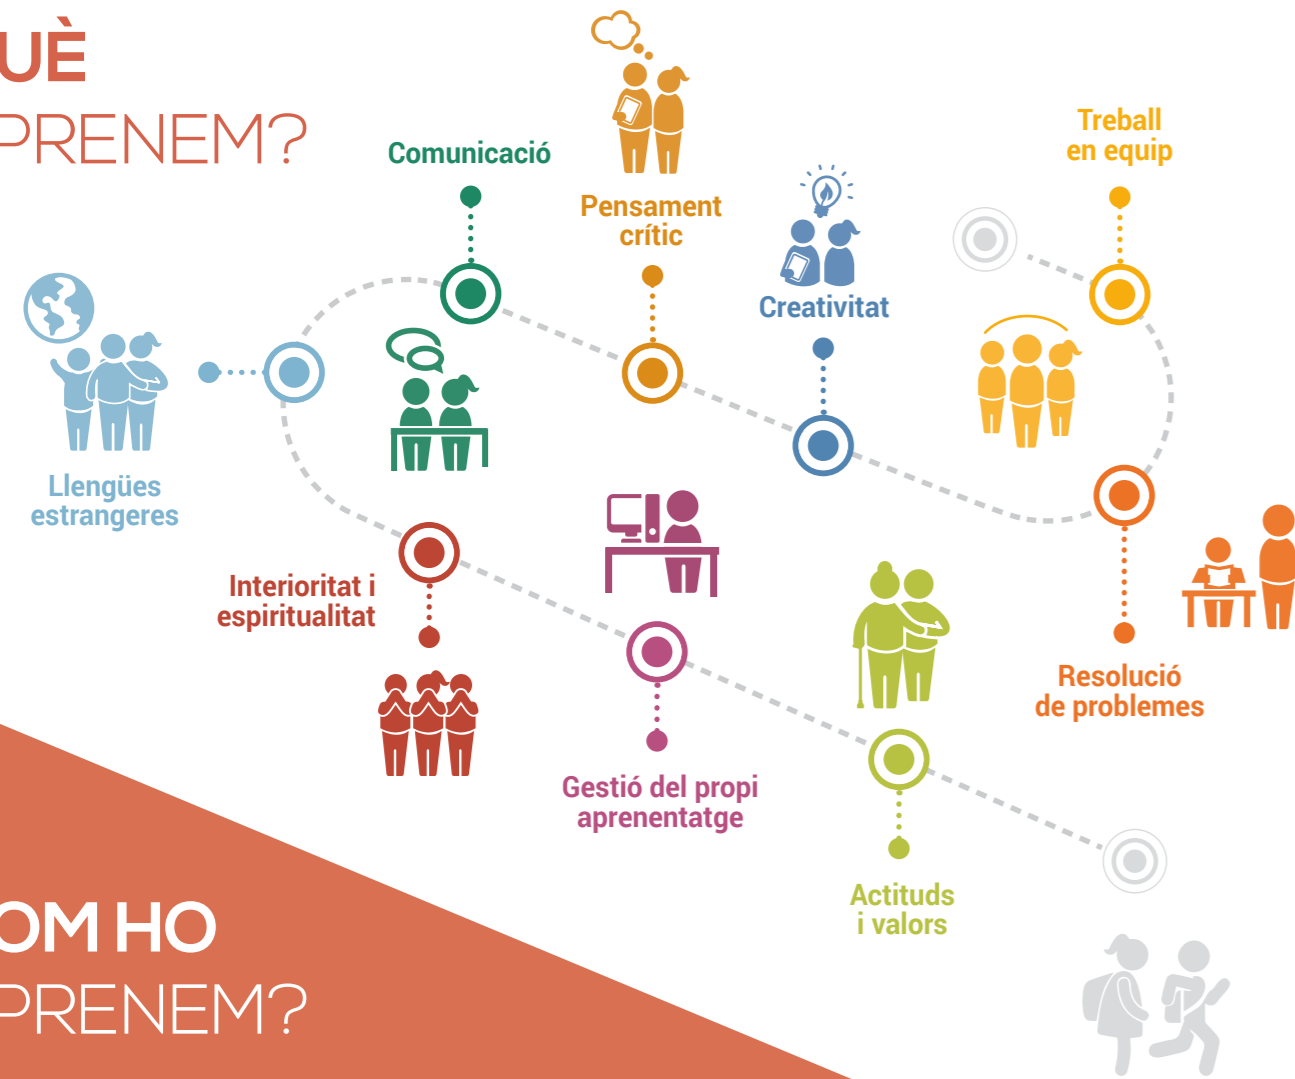 UÈ
PRENEM?
Comunicació
Pensament
crític
Creativitat
Treball
en equip
Llengües
estrangeres
Interioritat i
espiritualitat
Gestió del propi
aprenentatge
Actituds
i valors
Resolució
de problemes
OM HO
PRENEM?